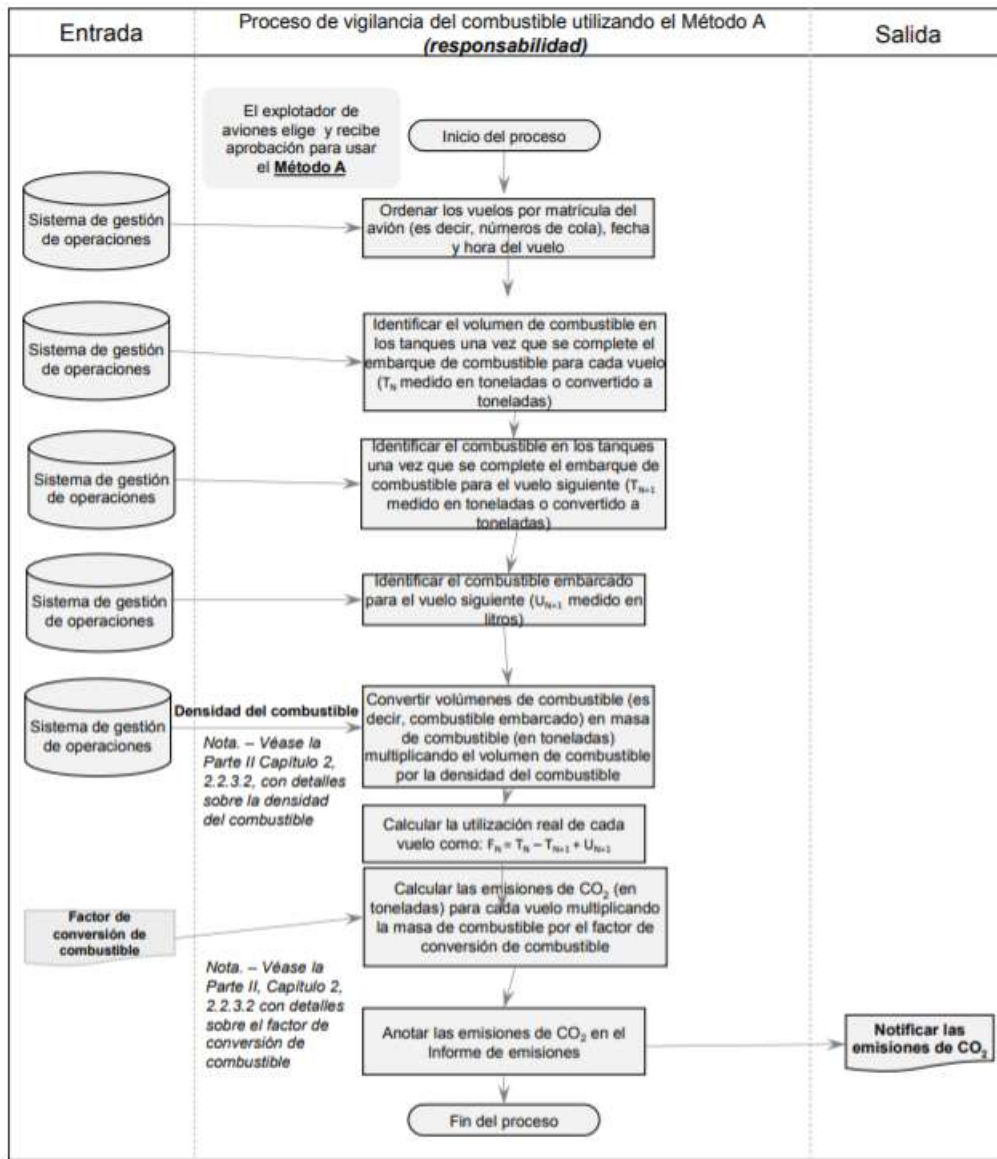 Entrada
Proceso de vigilancia del combustible utilizando el Método A
(responsabilidad)
Salida
El explotador de
aviones elige y recibe
aprobación para usar
el Método A
Inicio del proceso
Sistema de gestión
de operaciones
Ordenar los vuelos por matrícula del
avión (es decir, números de cola), fecha
y hora del vuelo
Sistema de gestión
de operaciones
Identificar el volumen de combustible en
los tanques una vez que se complete el
embarque de combustible para cada vuelo
(TN medido en toneladas o convertido a
toneladas)
Sistema de gestión
de operaciones
Identificar el combustible en los tanques
una vez que se complete el embarque de
combustible para el vuelo siguiente (TN+1
medido en toneladas o convertido a
toneladas)
Sistema de gestión
de operaciones
Identificar el combustible embarcado
para el vuelo siguiente (UN+1 medido en
litros)
Sistema de gestión
de operaciones
Densidad del combustible
Nota. – Véase la
Parte II Capítulo 2,
2.2.3.2, con detalles
sobre la densidad
del combustible
Convertir volúmenes de combustible (es
decir, combustible embarcado) en masa
de combustible (en toneladas)
multiplicando el volumen de combustible
por la densidad del combustible
Calcular la utilización real de cada
vuelo como: FN = TN – TN+1 + UN+1
Factor de
conversión de
combustible
Calcular las emisiones de CO2 (en
toneladas) para cada vuelo multiplicando
la masa de combustible por el factor de
conversión de combustible
Nota. – Véase la
Parte II, Capítulo 2,
2.2.3.2 con detalles
sobre el factor de
conversión de
combustible
Anotar las emisiones de CO2 en el
Informe de emisiones
Notificar las
emisiones de CO2
Fin del proceso